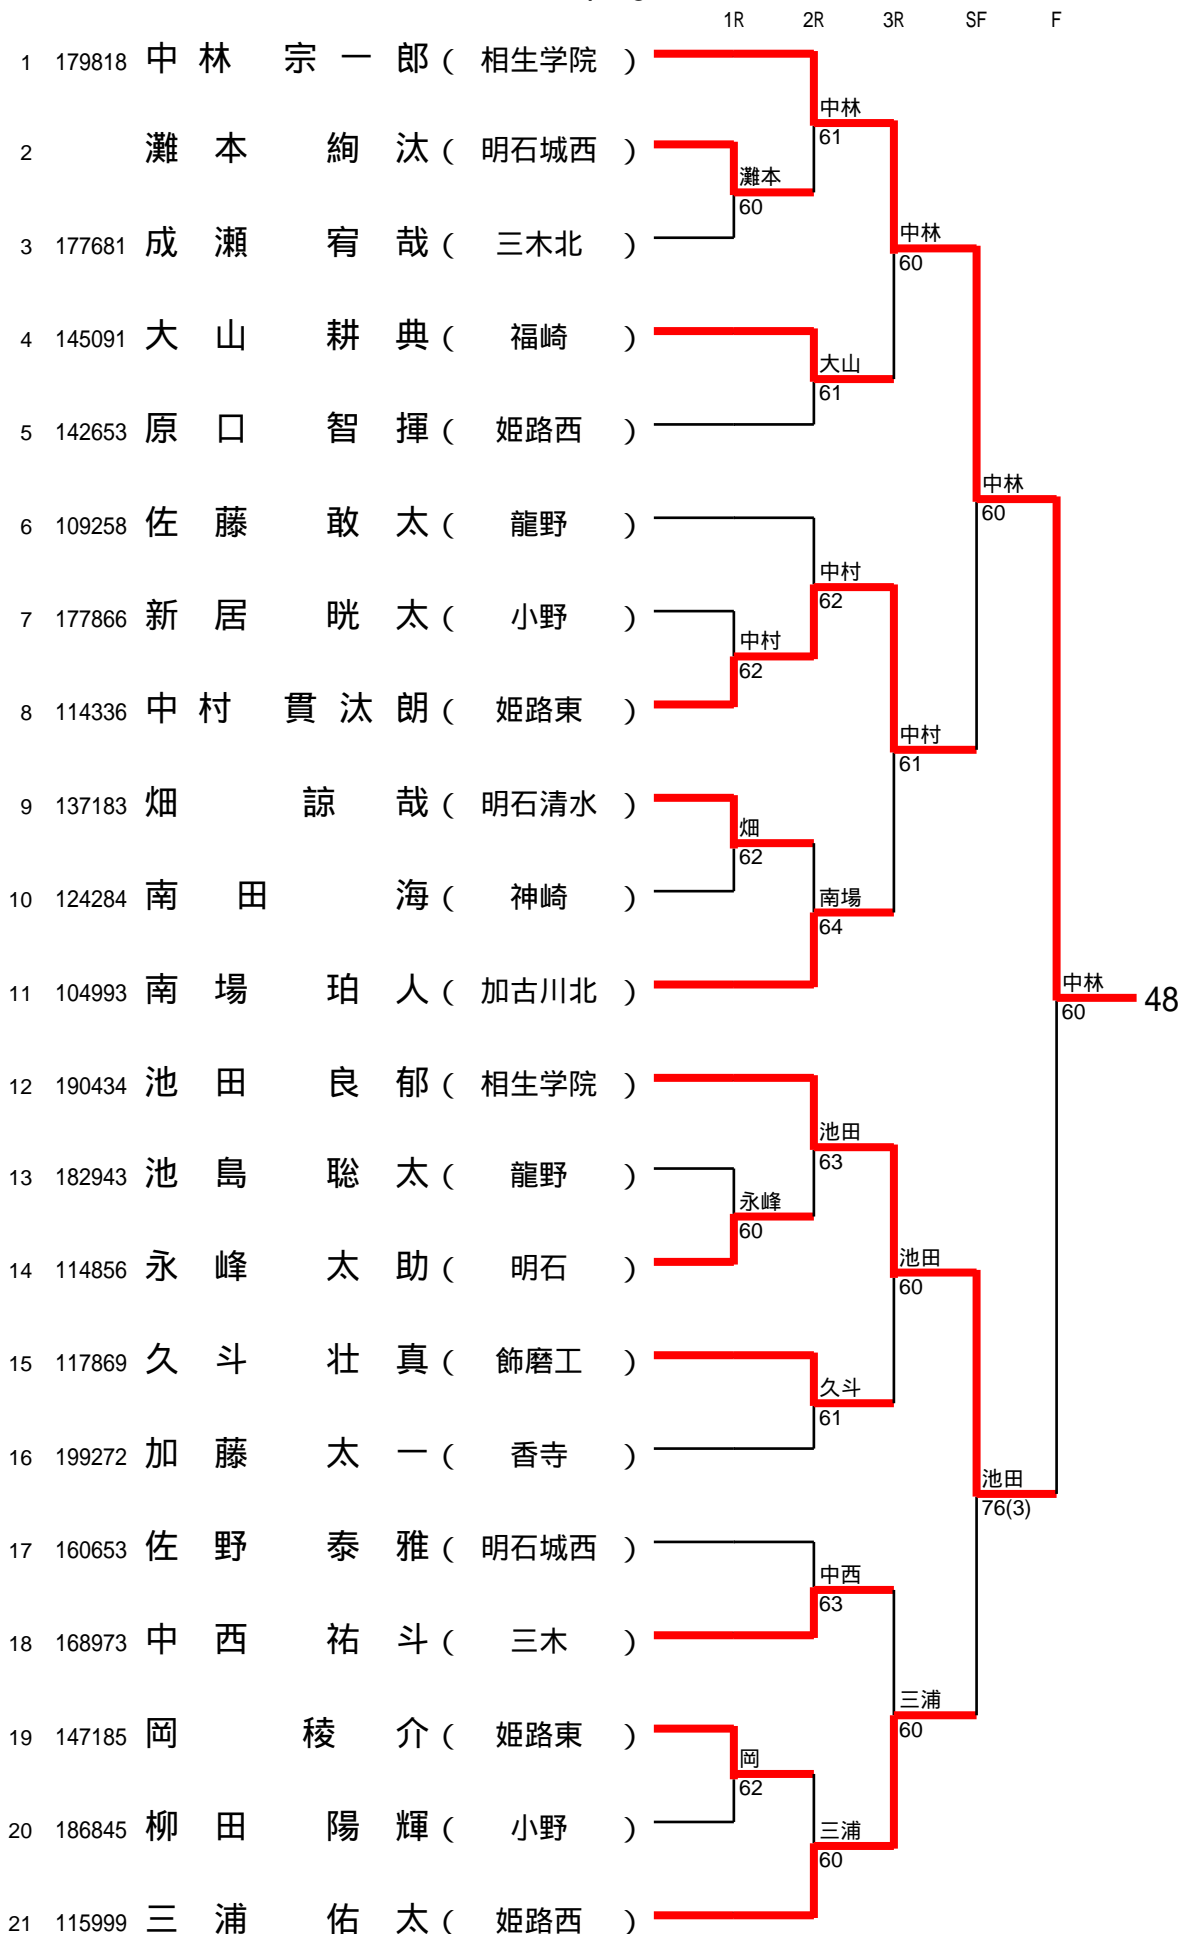 1R 2R 3R SF F
1 179818 中林 宗一郎 ( 相生学院 )
中林
61
2 灘本 絢汰 ( 明石城西 )
灘本
60
3 177681 成瀬 宥哉 ( 三木北 )
中林
60
4 145091 大山 耕典 ( 福崎 )
大山
61
5 142653 原口 智揮 ( 姫路西 )
中林
60
6 109258 佐藤 敢太 ( 龍野 )
中村
62
7 177866 新居 晄太 ( 小野 )
中村
62
8 114336 中村 貫汰朗 ( 姫路東 )
中村
61
9 137183 畑 諒哉 ( 明石清水 )
畑
62
10 124284 南田 海 ( 神崎 )
南場
64
11 104993 南場 珀人 ( 加古川北 )
中林
60
48
12 190434 池田 良郁 ( 相生学院 )
池田
63
13 182943 池島 聡太 ( 龍野 )
永峰
60
14 114856 永峰 太助 ( 明石 )
池田
60
15 117869 久斗 壮真 ( 飾磨工 )
久斗
61
16 199272 加藤 太一 ( 香寺 )
池田
76(3)
17 160653 佐野 泰雅 ( 明石城西 )
中西
63
18 168973 中西 祐斗 ( 三木 )
三浦
60
19 147185 岡 稜介 ( 姫路東 )
岡
62
20 186845 柳田 陽輝 ( 小野 )
三浦
60
21 115999 三浦 佑太 ( 姫路西 )